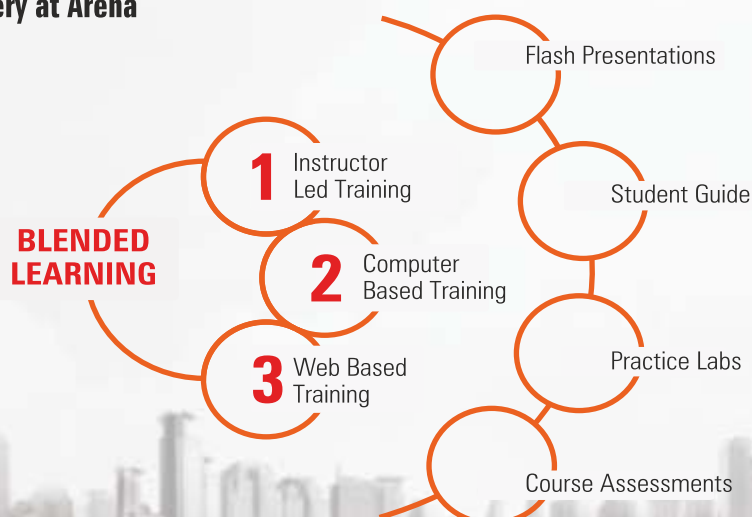 at Arena
BLENDED
LEARNING
1
Instructor
Led Training
2
Computer
Based Training
3
Web Based
Training
Flash Presentations
Student Guide
Practice Labs
Course Assessments